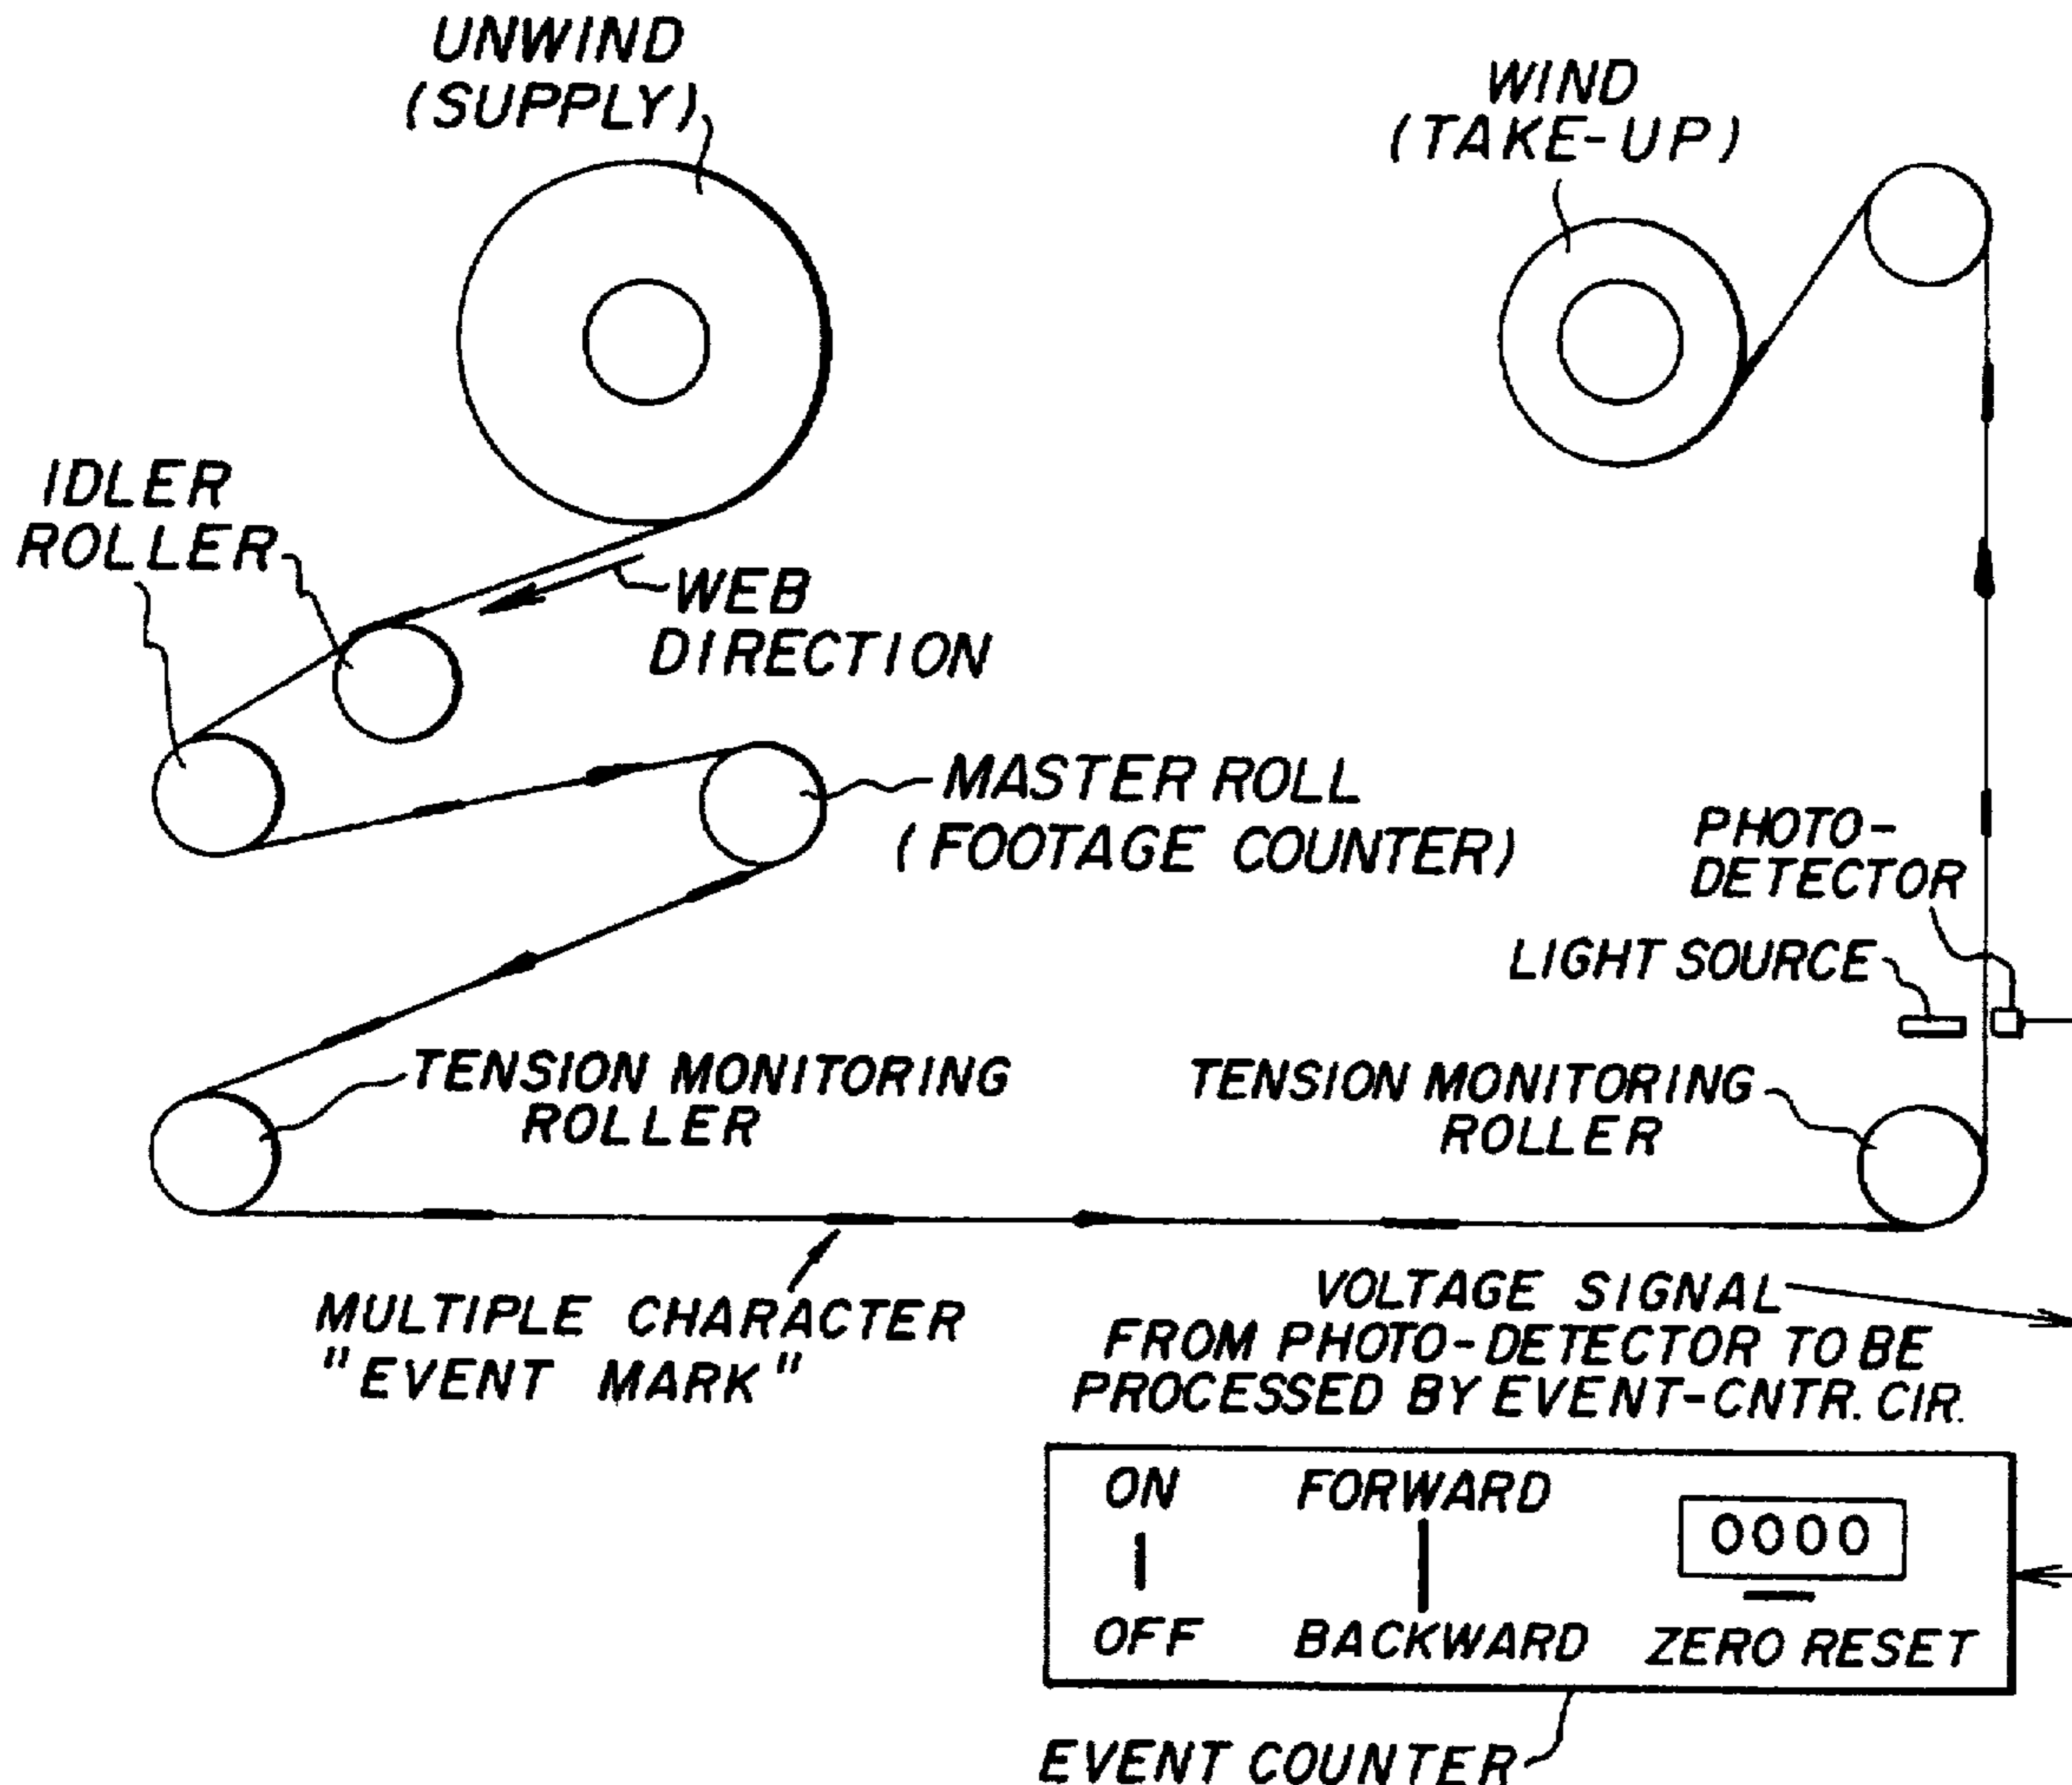 UNWIND
(SUPPLY)
WIND
(TAKE-UP)
IDLER
ROLLER
WEB
DIRECTION
MASTER ROLL
(FOOTAGE COUNTER)
PHOTO-
DETECTOR
LIGHT SOURCE
TENSION MONITORING
ROLLER
TENSION MONITORING
ROLLER
MULTIPLE CHARACTER
"EVENT MARK"
VOLTAGE SIGNAL
FROM PHOTO-DETECTOR TO BE
PROCESSED BY EVENT-CNTR. CIR.
ON
FORWARD
0000
OFF
BACKWARD
ZERO RESET
EVENT COUNTER